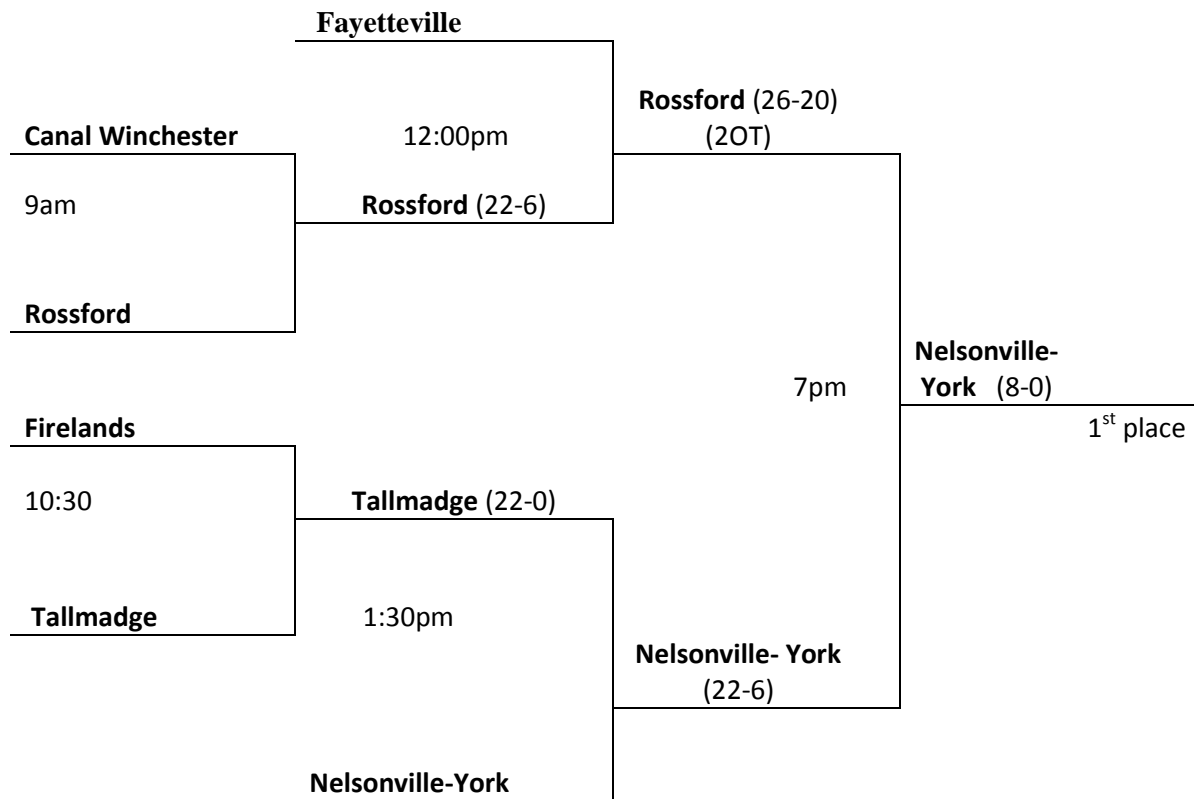 Fayetteville
Rossford (26-20)
(2OT)
Canal Winchester
12:00pm
9am
Rossford (22-6)
Rossford
Nelsonville-
York (8-0)
7pm
1st place
Firelands
10:30
Tallmadge (22-0)
Tallmadge
1:30pm
Nelsonville- York
(22-6)
Nelsonville-York